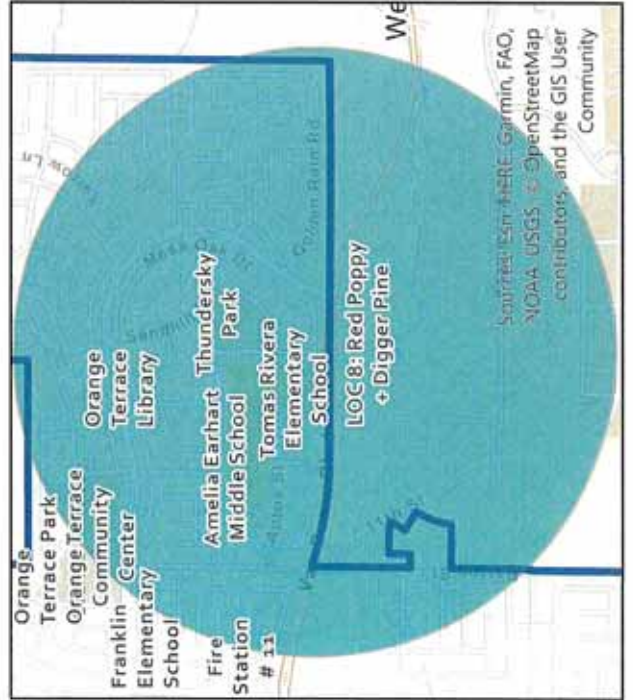 Orange
Terrace Park
Orange Terrace
Community
Center
Franklin
Elementary
School
Fire
Station
# 11
Orange
Terrace
Library
Amelia Earhart
Middle School
Thundersky
Park
Tomas Rivera
Elementary
School
LOC 8: Red Poppy
+ Digger Pine
Golden Rain Rd
Ln
Oak Dr
We
Sources: Esri, HERE, Garmin, FAO,
NOAA, USGS, © OpenStreetMap
contributors, and the GIS User
Community